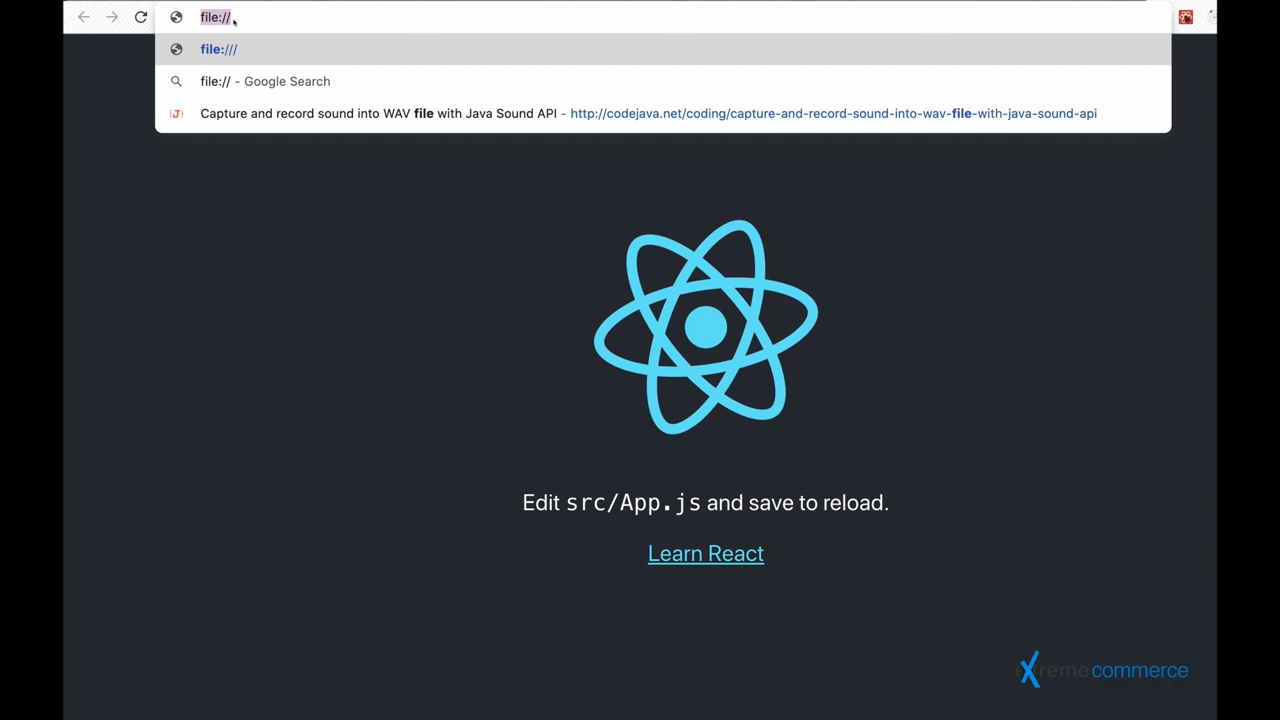 file://
file:///
file:// - Google Search
Capture and record sound into WAV file with Java Sound API - http://codejava.net/coding/capture-and-record-sound-into-wav-file-with-java-sound-api
Edit src/App.js and save to reload.
Learn React
extreme commerce